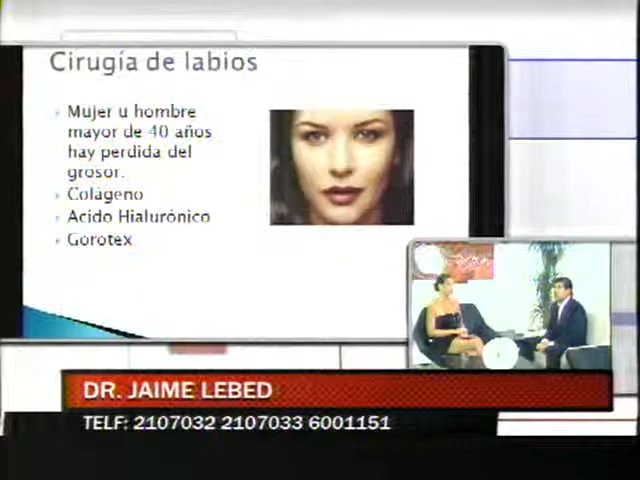 Cirugía de labios
Mujer u hombre
mayor de 40 años
hay perdida del
grosor.
Colágeno
Acido Hialurónico
Gorotex
DR. JAIME LEBED
TELF: 2107032 2107033 6001151